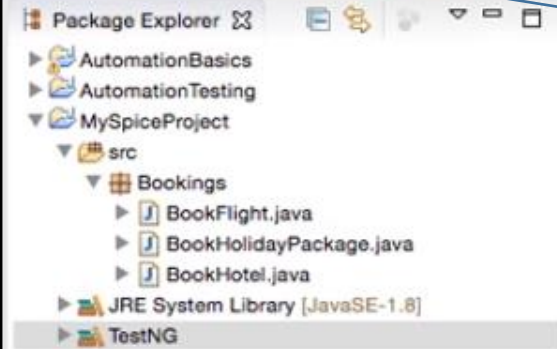 Package Explorer
AutomationBasics
AutomationTesting
MySpiceProject
src
Bookings
BookFlight.java
BookHolidayPackage.java
BookHotel.java
JRE System Library [JavaSE-1.8]
TestNG